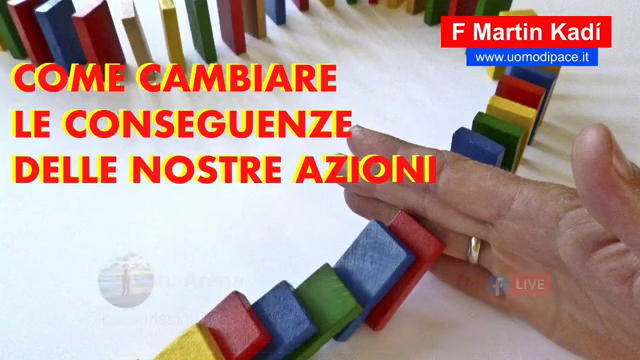 F Martin Kadí
www.uomodipace.it
COME CAMBIARE
LE CONSEGUENZE
DELLE NOSTRE AZIONI
LIVE